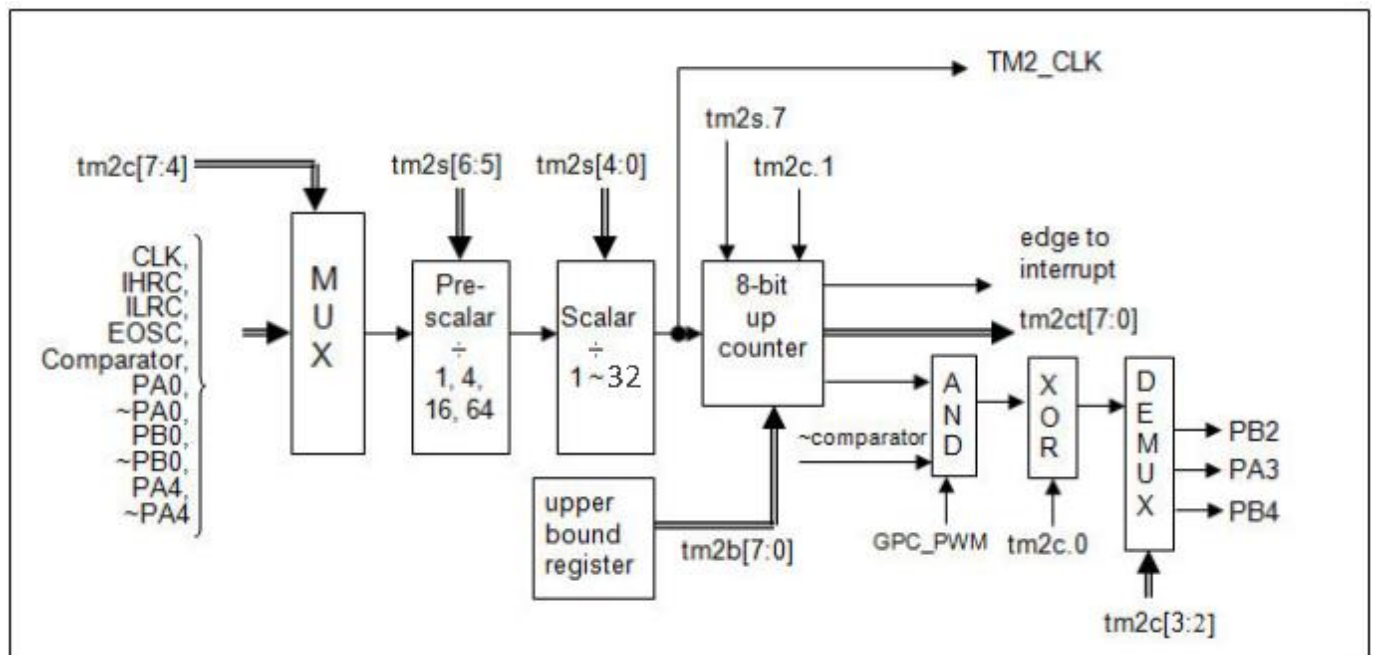 TM2_CLK
tm2s.7
tm2c[7:4]
tm2s[6:5]
tm2s[4:0]
tm2c.1
CLK,
IHRC,
ILRC,
EOSC,
Comparator,
PA0,
~PA0,
PB0,
~PB0,
PA4,
~PA4
M
U
X
Pre-
scalar
÷
1, 4,
16, 64
Scalar
÷
1 ~ 32
8-bit
up
counter
edge to
interrupt
tm2ct[7:0]
~comparator
A
N
D
X
O
R
D
E
M
U
X
PB2
PA3
PB4
upper
bound
register
tm2b[7:0]
GPC_PWM
tm2c.0
tm2c[3:2]